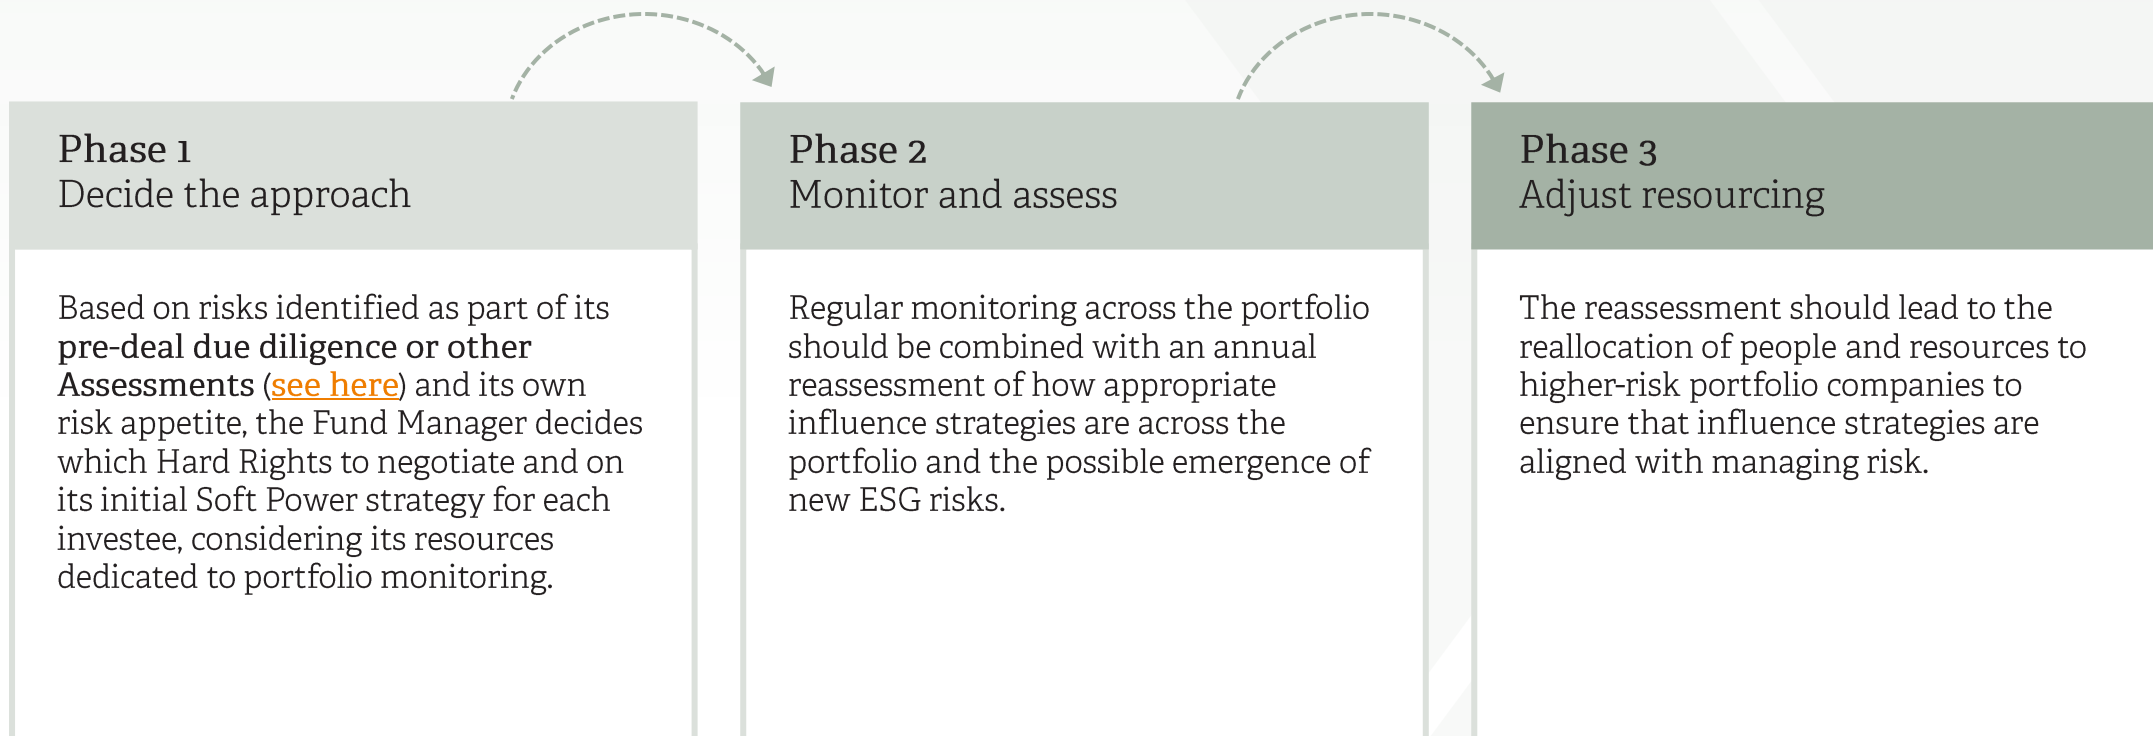 Phase 1
Decide the approach
Based on risks identified as part of its
pre-deal due diligence or other
Assessments (see here) and its own
risk appetite, the Fund Manager decides
which Hard Rights to negotiate and on
its initial Soft Power strategy for each
investee, considering its resources
dedicated to portfolio monitoring.
Phase 2
Monitor and assess
Regular monitoring across the portfolio
should be combined with an annual
reassessment of how appropriate
influence strategies are across the
portfolio and the possible emergence of
new ESG risks.
Phase 3
Adjust resourcing
The reassessment should lead to the
reallocation of people and resources to
higher-risk portfolio companies to
ensure that influence strategies are
aligned with managing risk.